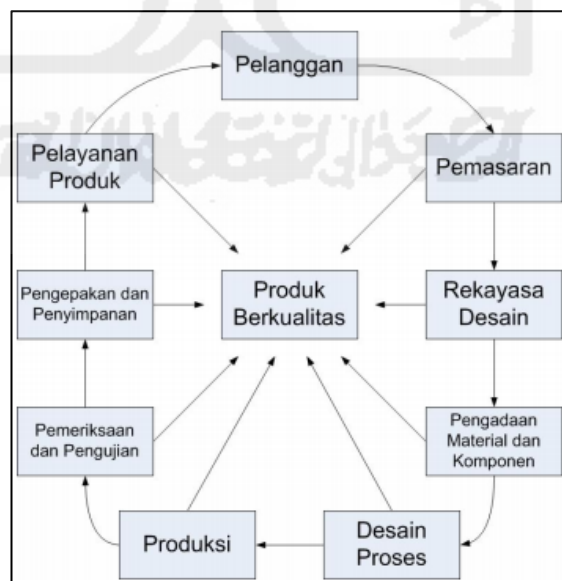 Pelanggan
Pemasaran
Rekayasa
Desain
Pengadaan
Material dan
Komponen
Desain
Proses
Produksi
Pemeriksaan
dan Pengujian
Pengepakan dan
Penyimpanan
Pelayanan
Produk
Produk
Berkualitas